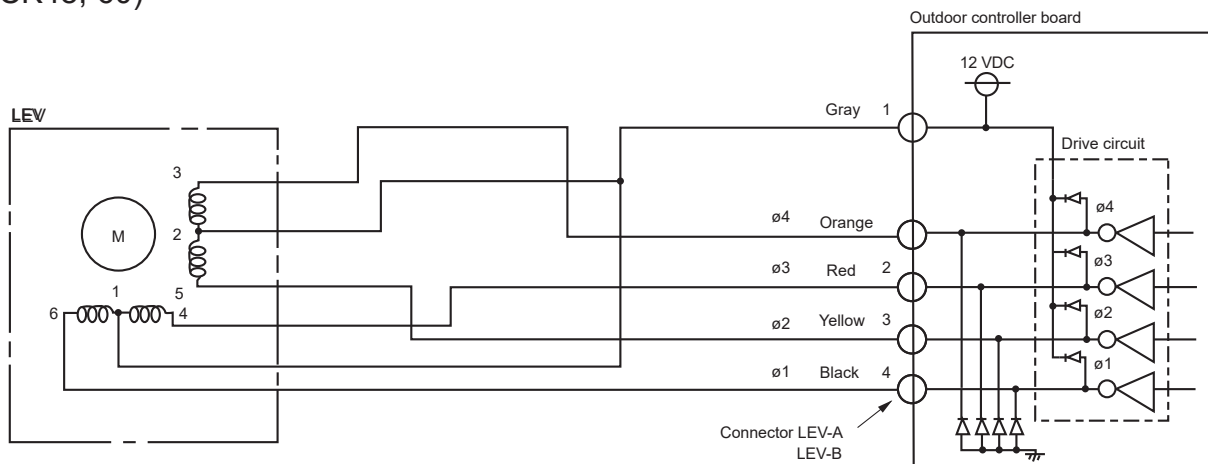 Outdoor controller board
12 VDC
LEV
Gray 1
Drive circuit
3
ø4 Orange
ø4
M
2
ø3 Red 2
ø3
1
5
6
4
ø2 Yellow 3
ø2
ø1 Black 4
ø1
Connector LEV-A
LEV-B